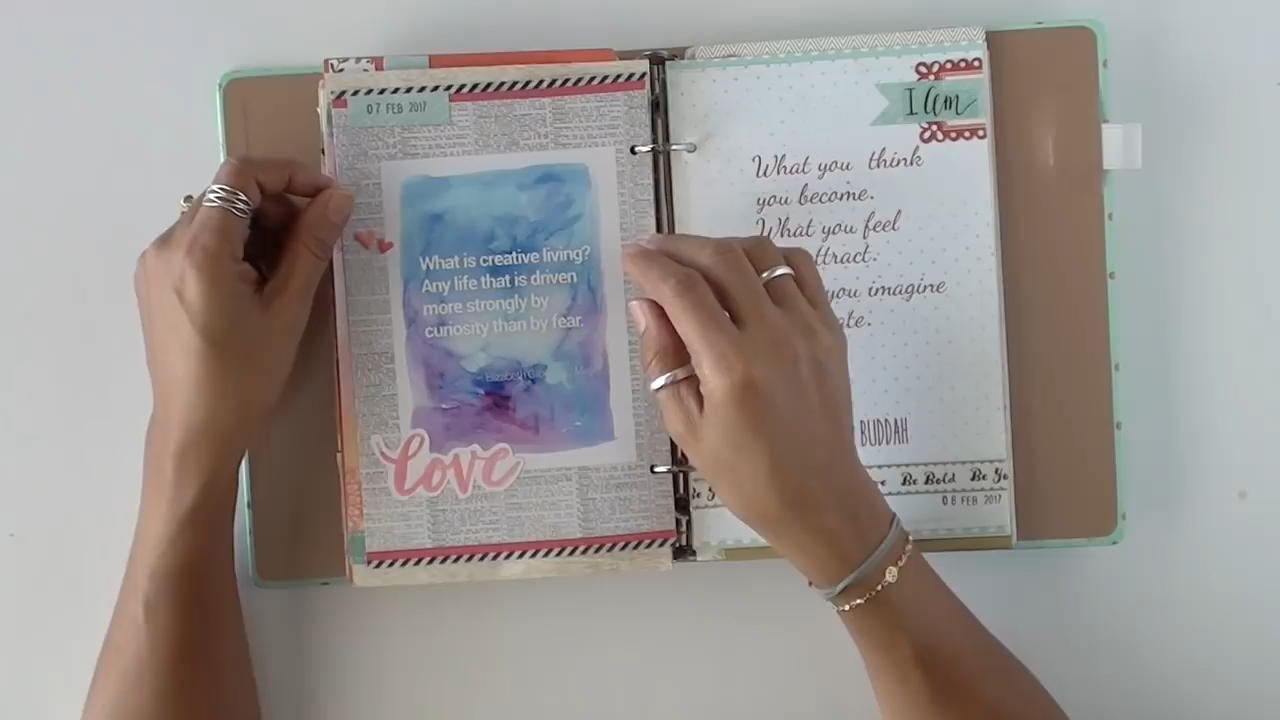 07 FEB 2017
What is creative living?
Any life that is driven
more strongly by
curiosity than by fear.
love
I am
What you think
you become.
What you feel
you imagine
BUDDAH
Be Bold Be Yo
08 FEB 2017